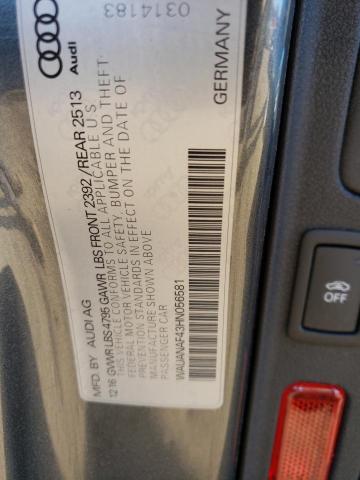 MFD. BY AUDI AG
12 16 GVWR LBS 4795 GAWR LBS FRONT 2392 / REAR 2513
THIS VEHICLE CONFORMS TO ALL APPLICABLE U S
FEDERAL MOTOR VEHICLE SAFETY, BUMPER AND THEFT
PREVENTION STANDARDS IN EFFECT ON THE DATE OF
MANUFACTURE SHOWN ABOVE
PASSENGER CAR
WAUANAF43HN056581
Audi
0314183
GERMANY
OFF